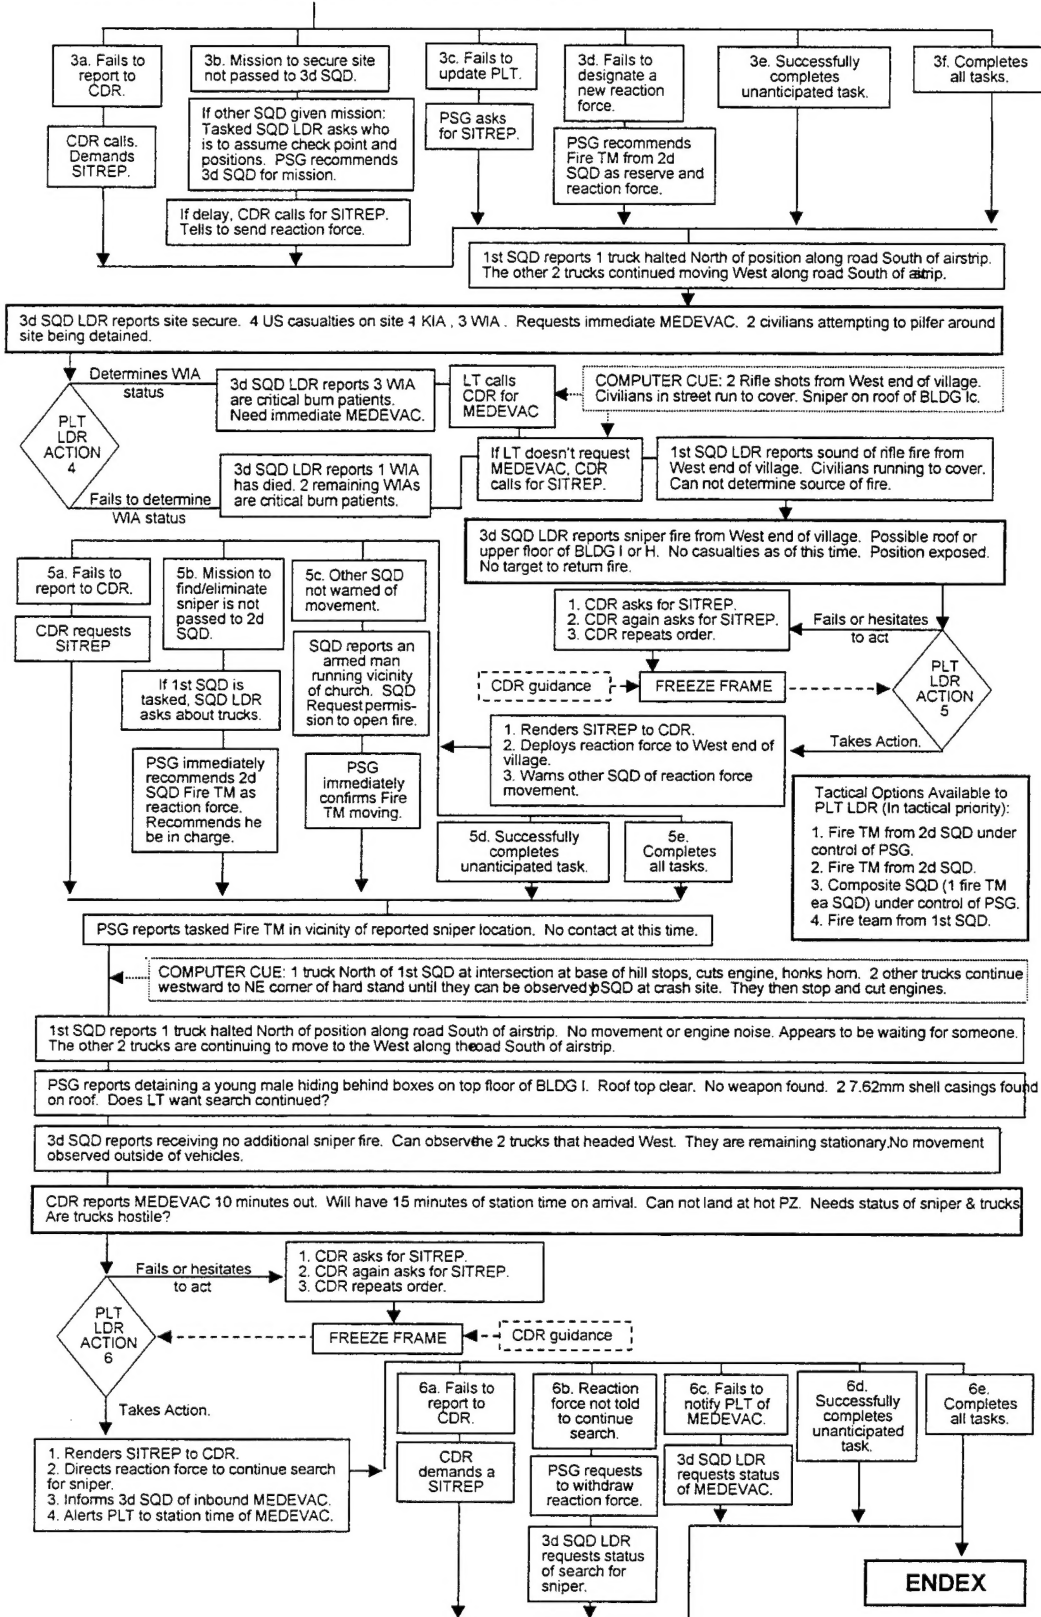 3a. Fails to
report to
CDR.
CDR calls.
Demands
SITREP.
3b. Mission to secure site
not passed to 3d SQD.
If other SQD given mission:
Tasked SQD LDR asks who
is to assume check point and
positions. PSG recommends
3d SQD for mission.
If delay, CDR calls for SITREP.
Tells to send reaction force.
3c. Fails to
update PLT.
PSG asks
for SITREP.
3d. Fails to
designate a
new reaction
force.
PSG recommends
Fire TM from 2d
SQD as reserve and
reaction force.
3e. Successfully
completes
unanticipated task.
3f. Completes
all tasks.
1st SQD reports 1 truck halted North of position along road South of airstrip.
The other 2 trucks continued moving West along road South of airstrip.
3d SQD LDR reports site secure. 4 US casualties on site 1 KIA , 3 WIA . Requests immediate MEDEVAC. 2 civilians attempting to pilfer around
site being detained.
PLT
LDR
ACTION
4
Determines WIA
status
3d SQD LDR reports 3 WIA
are critical burn patients.
Need immediate MEDEVAC.
LT calls
CDR for
MEDEVAC
COMPUTER CUE: 2 Rifle shots from West end of village.
Civilians in street run to cover. Sniper on roof of BLDG Ic.
Fails to determine
WIA status
3d SQD LDR reports 1 WIA
has died. 2 remaining WIAs
are critical burn patients.
If LT doesn't request
MEDEVAC, CDR
calls for SITREP.
1st SQD LDR reports sound of rifle fire from
West end of village. Civilians running to cover.
Can not determine source of fire.
3d SQD LDR reports sniper fire from West end of village. Possible roof or
upper floor of BLDG I or H. No casualties as of this time. Position exposed.
No target to return fire.
1. CDR asks for SITREP.
2. CDR again asks for SITREP.
3. CDR repeats order.
Fails or hesitates
to act
CDR guidance
FREEZE FRAME
PLT
LDR
ACTION
5
Takes Action.
1. Renders SITREP to CDR.
2. Deploys reaction force to West end of
village.
3. Warns other SQD of reaction force
movement.
5a. Fails to
report to CDR.
CDR requests
SITREP
5b. Mission to
find/eliminate
sniper is not
passed to 2d
SQD.
If 1st SQD is
tasked, SQD LDR
asks about trucks.
PSG immediately
recommends 2d
SQD Fire TM as
reaction force.
Recommends he
be in charge.
5c. Other SQD
not warned of
movement.
SQD reports an
armed man
running vicinity
of church. SQD
Request permis-
sion to open fire.
PSG
immediately
confirms Fire
TM moving.
5d. Successfully
completes
unanticipated task.
5e.
Completes
all tasks.
Tactical Options Available to
PLT LDR (In tactical priority):
1. Fire TM from 2d SQD under
control of PSG.
2. Fire TM from 2d SQD.
3. Composite SQD (1 fire TM
ea SQD) under control of PSG.
4. Fire team from 1st SQD.
PSG reports tasked Fire TM in vicinity of reported sniper location. No contact at this time.
COMPUTER CUE: 1 truck North of 1st SQD at intersection at base of hill stops, cuts engine, honks horn. 2 other trucks continue
westward to NE corner of hard stand until they can be observed by SQD at crash site. They then stop and cut engines.
1st SQD reports 1 truck halted North of position along road South of airstrip. No movement or engine noise. Appears to be waiting for someone.
The other 2 trucks are continuing to move to the West along the road South of airstrip.
PSG reports detaining a young male hiding behind boxes on top floor of BLDG I. Roof top clear. No weapon found. 2 7.62mm shell casings found
on roof. Does LT want search continued?
3d SQD reports receiving no additional sniper fire. Can observe the 2 trucks that headed West. They are remaining stationary.No movement
observed outside of vehicles.
CDR reports MEDEVAC 10 minutes out. Will have 15 minutes of station time on arrival. Can not land at hot PZ. Needs status of sniper & trucks
Are trucks hostile?
Fails or hesitates
to act
1. CDR asks for SITREP.
2. CDR again asks for SITREP.
3. CDR repeats order.
PLT
LDR
ACTION
6
FREEZE FRAME
CDR guidance
Takes Action.
1. Renders SITREP to CDR.
2. Directs reaction force to continue search
for sniper.
3. Informs 3d SQD of inbound MEDEVAC.
4. Alerts PLT to station time of MEDEVAC.
6a. Fails to
report to
CDR.
CDR
demands a
SITREP
6b. Reaction
force not told
to continue
search.
PSG requests
to withdraw
reaction force.
3d SQD LDR
requests status
of search for
sniper.
6c. Fails to
notify PLT of
MEDEVAC.
3d SQD LDR
requests status
of MEDEVAC.
6d.
Successfully
completes
unanticipated
task.
6e.
Completes
all tasks.
ENDEX